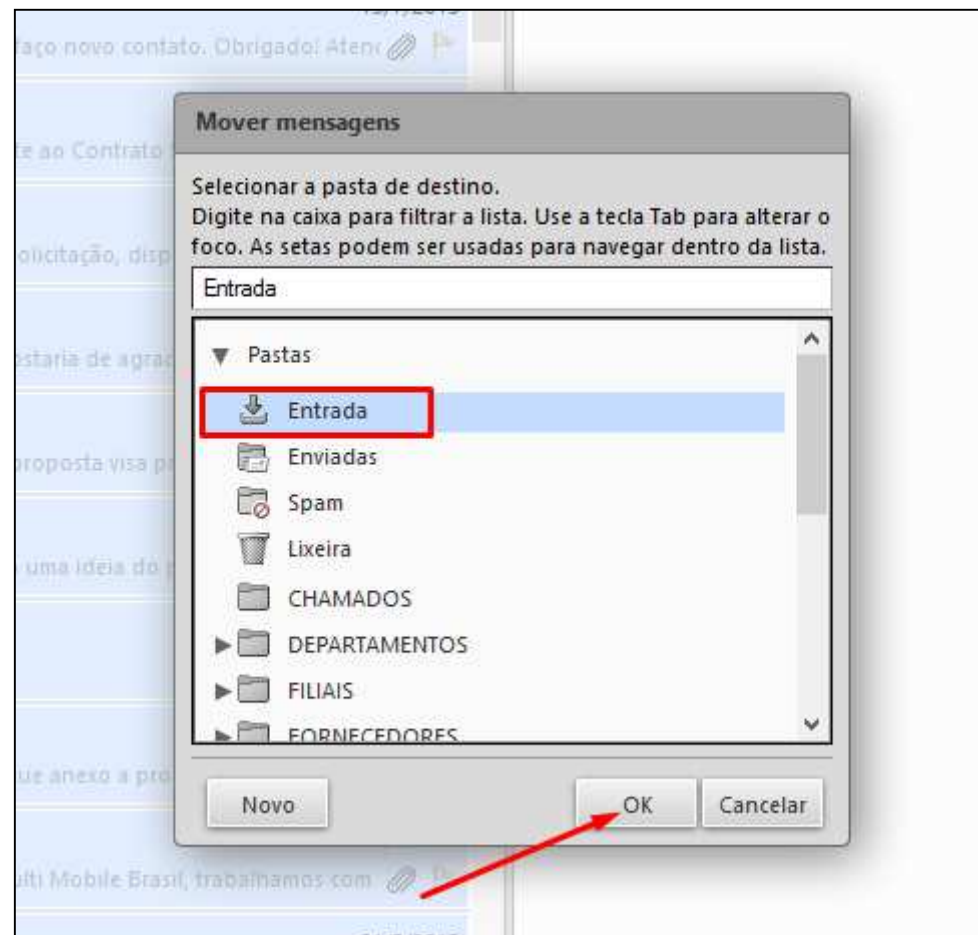 faço novo contato. Obrigado! Aten
Mover mensagens
te ao Contrato
Selecionar a pasta de destino.
Digite na caixa para filtrar a lista. Use a tecla Tab para alterar o
foco. As setas podem ser usadas para navegar dentro da lista.
olicitação, disp
Entrada
ostaria de agrad
Pastas
Entrada
Enviadas
proposta visa p
Spam
Lixeira
uma ideia do
CHAMADOS
DEPARTAMENTOS
FILIAIS
FORNECEDORES
ue anexo a pro
Novo
OK
Cancelar
ulti Mobile Brasil, trabalhamos com